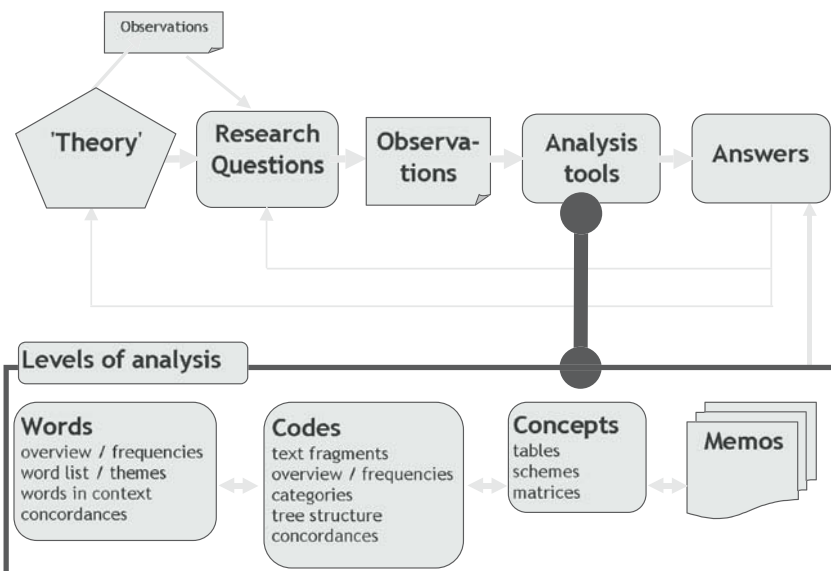 Observations
'Theory'
Research
Questions
Observa-
tions
Analysis
tools
Answers
Levels of analysis
Words
overview / frequencies
word list / themes
words in context
concordances
Codes
text fragments
overview / frequencies
categories
tree structure
concordances
Concepts
tables
schemes
matrices
Memos